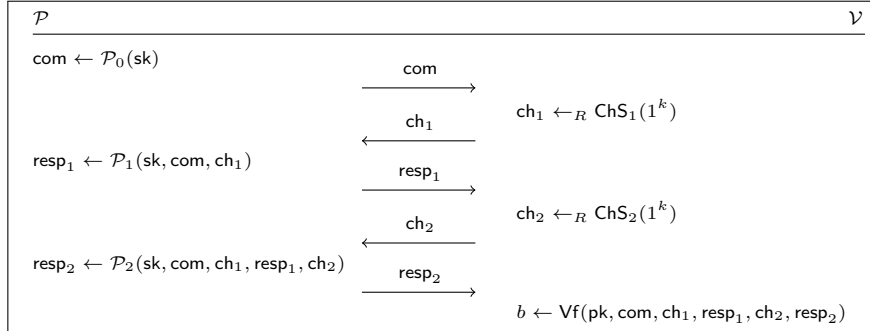 𝒫 𝒱
com ← 𝒫₀(sk)
com
ch₁ ←_R ChS₁(1^k)
ch₁
resp₁ ← 𝒫₁(sk, com, ch₁)
resp₁
ch₂ ←_R ChS₂(1^k)
ch₂
resp₂ ← 𝒫₂(sk, com, ch₁, resp₁, ch₂)
resp₂
b ← Vf(pk, com, ch₁, resp₁, ch₂, resp₂)